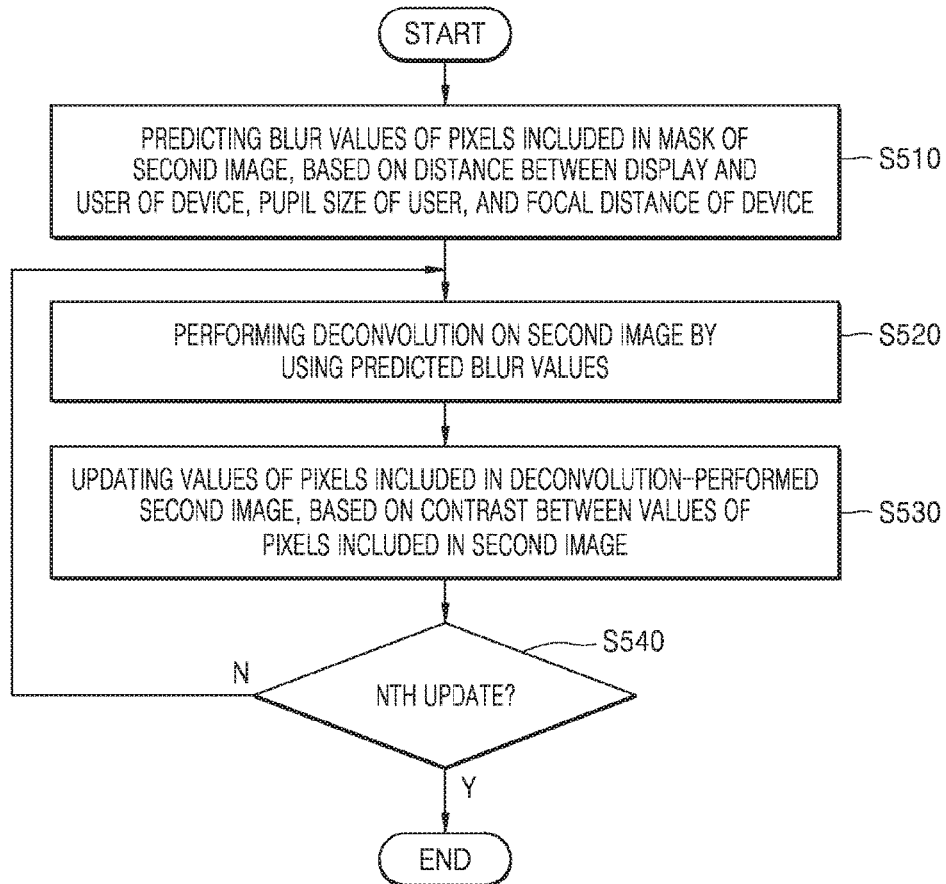 START
PREDICTING BLUR VALUES OF PIXELS INCLUDED IN MASK OF
SECOND IMAGE, BASED ON DISTANCE BETWEEN DISPLAY AND
USER OF DEVICE, PUPIL SIZE OF USER, AND FOCAL DISTANCE OF DEVICE
S510
PERFORMING DECONVOLUTION ON SECOND IMAGE BY
USING PREDICTED BLUR VALUES
S520
UPDATING VALUES OF PIXELS INCLUDED IN DECONVOLUTION-PERFORMED
SECOND IMAGE, BASED ON CONTRAST BETWEEN VALUES OF
PIXELS INCLUDED IN SECOND IMAGE
S530
S540
N
NTH UPDATE?
Y
END